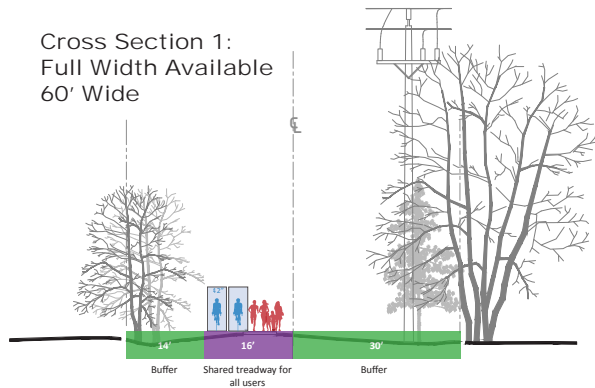 Cross Section 1:
Full Width Available
60' Wide
℄
42"
14'
16'
30'
Buffer
Shared treadway for
all users
Buffer